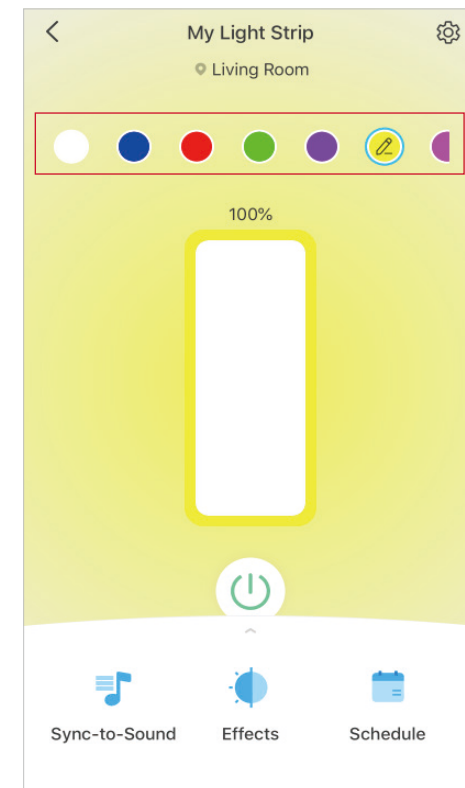 My Light Strip
Living Room
100%
Sync-to-Sound
Effects
Schedule